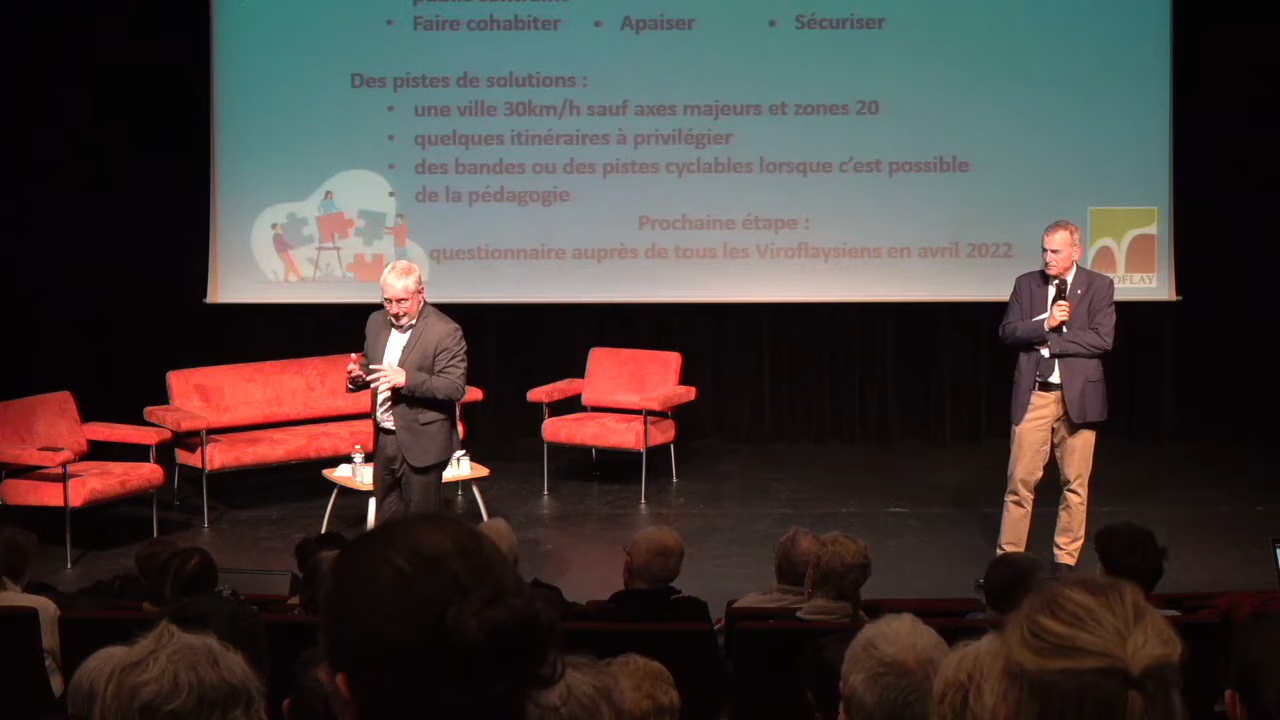 Faire cohabiter • Apaiser • Sécuriser
Des pistes de solutions :
• une ville 30km/h sauf axes majeurs et zones 20
• quelques itinéraires à privilégier
• des bandes ou des pistes cyclables lorsque c'est possible
• de la pédagogie
Prochaine étape :
questionnaire auprès de tous les Viroflaysiens en avril 2022
OFLAY